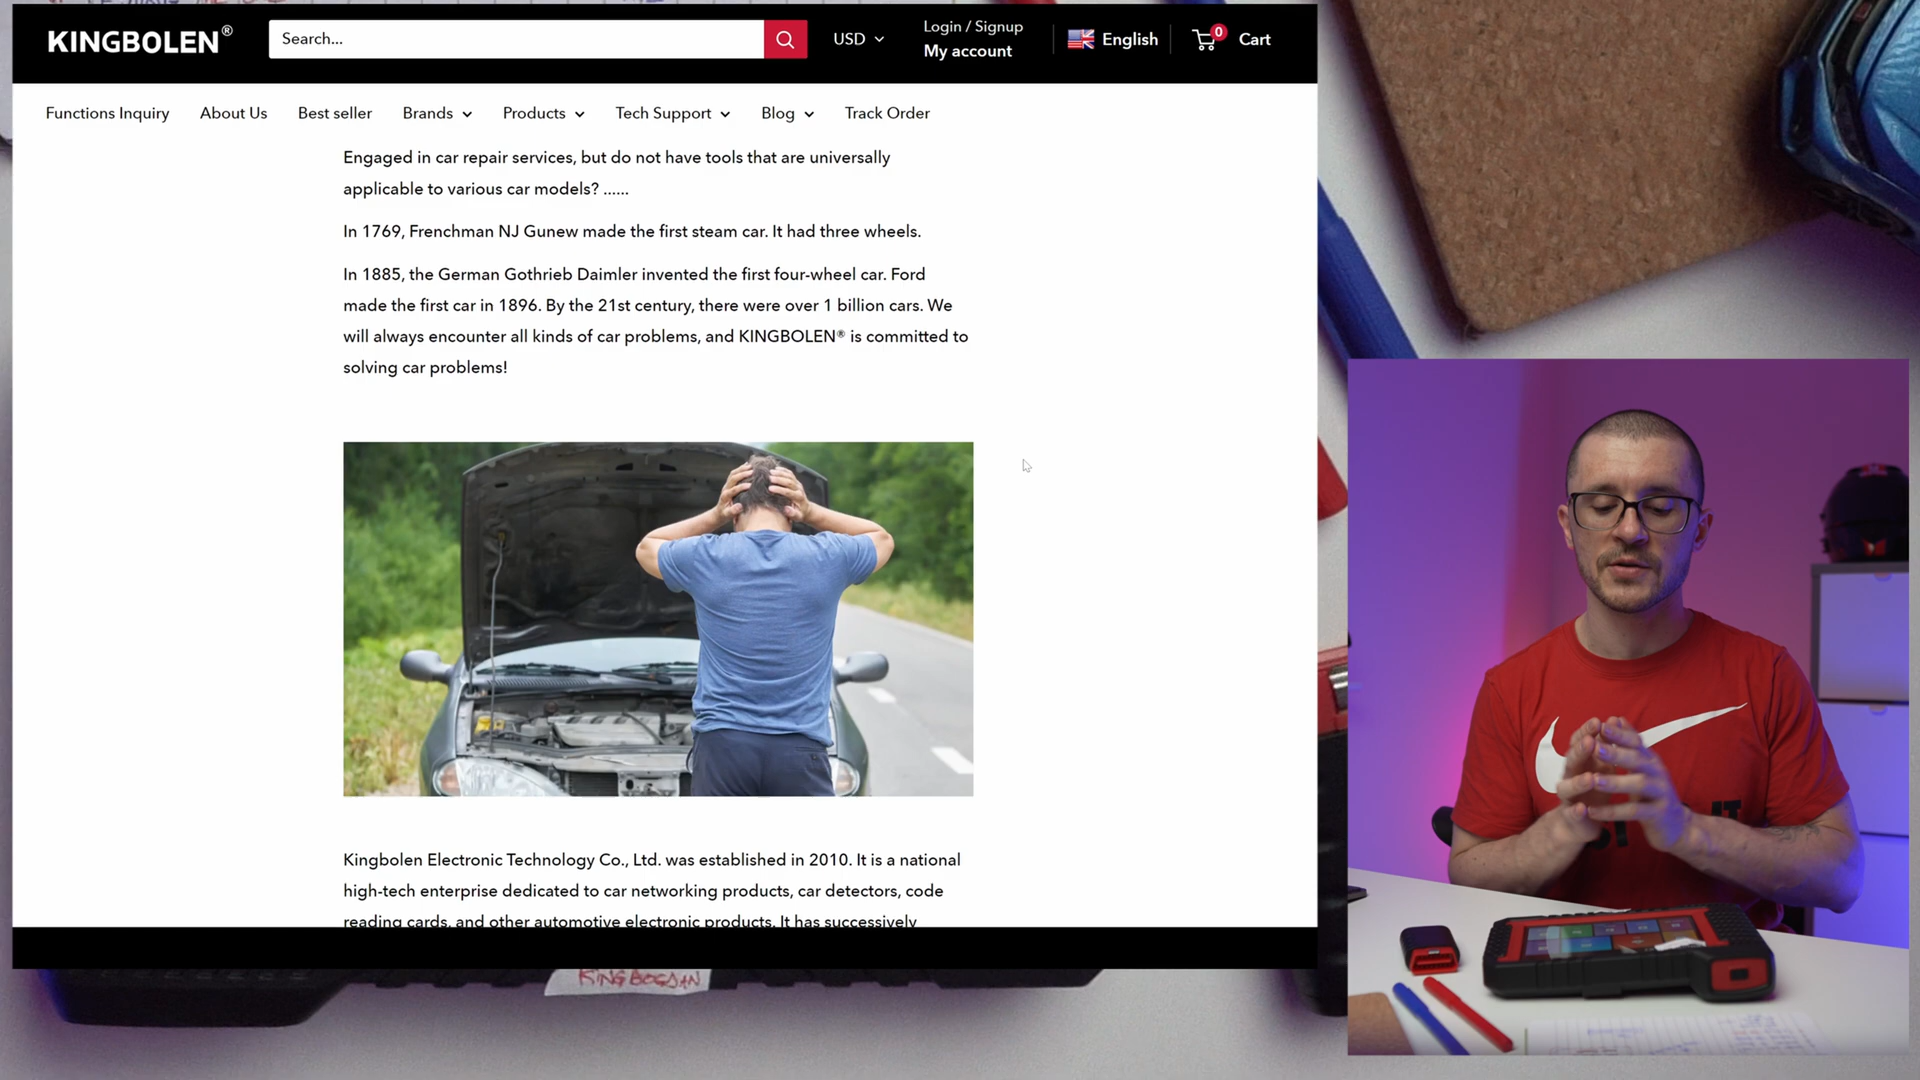 KINGBOLEN®
Search...
USD
Login / Signup
My account
English
0
Cart
Functions Inquiry
About Us
Best seller
Brands
Products
Tech Support
Blog
Track Order
Engaged in car repair services, but do not have tools that are universally
applicable to various car models? ......
In 1769, Frenchman NJ Gunew made the first steam car. It had three wheels.
In 1885, the German Gothrieb Daimler invented the first four-wheel car. Ford
made the first car in 1896. By the 21st century, there were over 1 billion cars. We
will always encounter all kinds of car problems, and KINGBOLEN® is committed to
solving car problems!
Kingbolen Electronic Technology Co., Ltd. was established in 2010. It is a national
high-tech enterprise dedicated to car networking products, car detectors, code
reading cards, and other automotive electronic products. It has successively
KINGBOGDAN
IT